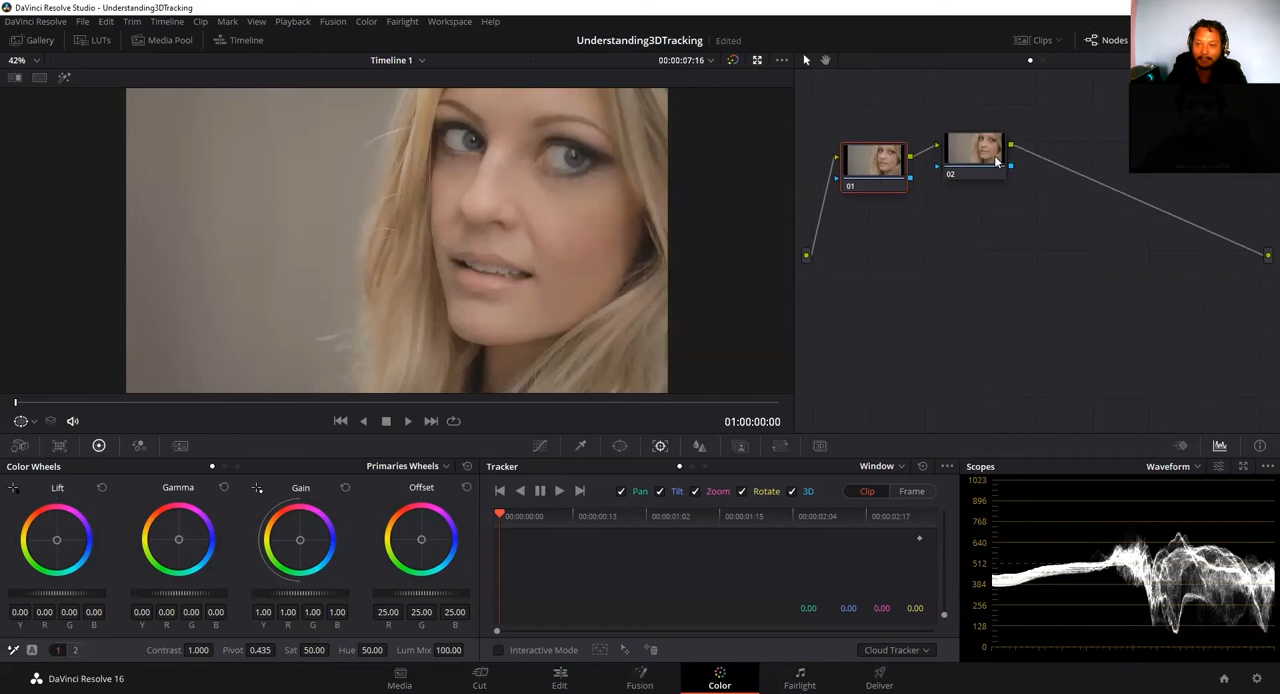 DaVinci Resolve Studio - Understanding3DTracking
DaVinci Resolve File Edit Trim Timeline Clip Mark View Playback Fusion Color Fairlight Workspace Help
Gallery LUTs Media Pool Timeline Understanding3DTracking Edited Clips Nodes
42% Timeline 1 00:00:07:16
01
02
01:00:00:00
Color Wheels Primaries Wheels Tracker Window Scopes Waveform
Lift Gamma Gain Offset
Pan Tilt Zoom Rotate 3D Clip Frame
00:00:00:00 00:00:00:13 00:00:01:02 00:00:01:15 00:00:02:04 00:00:02:17
1023
896
768
640
512
384
256
128
0
0.00 0.00 0.00 0.00
0.00 0.00 0.00 0.00 0.00 0.00 0.00 0.00 1.00 1.00 1.00 1.00 25.00 25.00 25.00
Y R G B Y R G B Y R G B R G B
A 1 2 Contrast 1.000 Pivot 0.435 Sat 50.00 Hue 50.00 Lum Mix 100.00 Interactive Mode Cloud Tracker
DaVinci Resolve 16 Media Cut Edit Fusion Color Fairlight Deliver